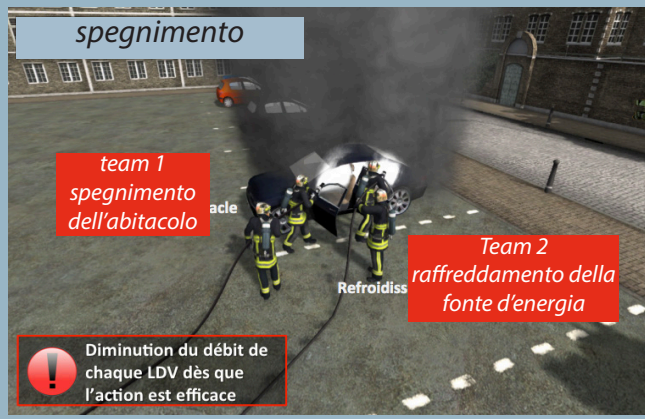 spegnimento
team 1
spegnimento
dell'abitacolo
acle
Team 2
raffreddamento della
fonte d'energia
Refroidiss
Diminution du débit de
chaque LDV dès que
l'action est efficace